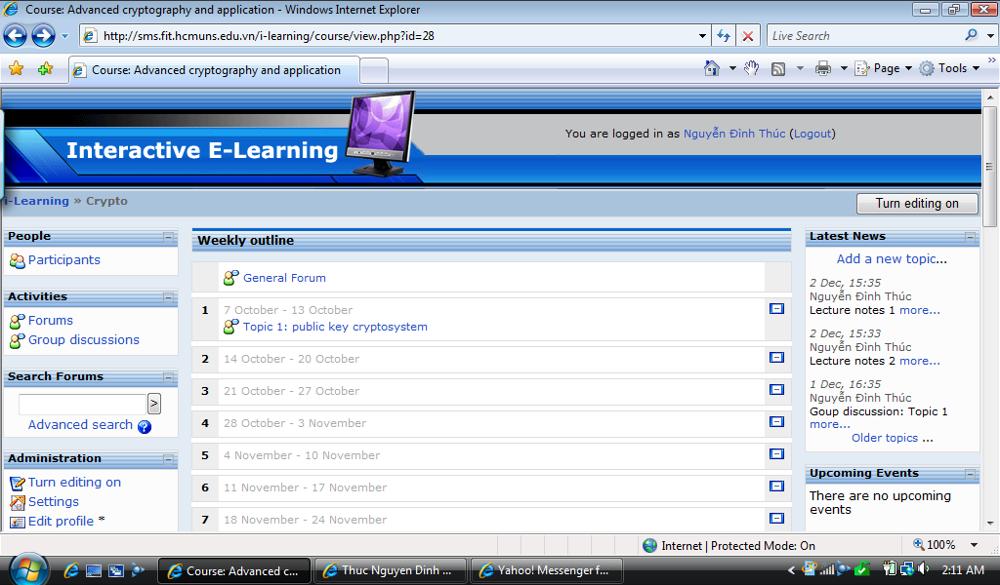 Course: Advanced cryptography and application - Windows Internet Explorer
http://sms.fit.hcmuns.edu.vn/i-learning/course/view.php?id=28
Live Search
Course: Advanced cryptography and application
Page
Tools
Interactive E-Learning
You are logged in as Nguyễn Đình Thúc (Logout)
i-Learning » Crypto
Turn editing on
People
Participants
Activities
Forums
Group discussions
Search Forums
>
Advanced search ?
Administration
Turn editing on
Settings
Edit profile *
Weekly outline
General Forum
1 7 October - 13 October
Topic 1: public key cryptosystem
2 14 October - 20 October
3 21 October - 27 October
4 28 October - 3 November
5 4 November - 10 November
6 11 November - 17 November
7 18 November - 24 November
Latest News
Add a new topic...
2 Dec, 15:35
Nguyễn Đình Thúc
Lecture notes 1 more...
2 Dec, 15:33
Nguyễn Đình Thúc
Lecture notes 2 more...
1 Dec, 16:35
Nguyễn Đình Thúc
Goup discussion: Topic 1
more...
Older topics ...
Upcoming Events
There are no upcoming
events
Internet | Protected Mode: On
100%
Course: Advanced c...
Thuc Nguyen Dinh ...
Yahoo! Messenger f...
2:11 AM